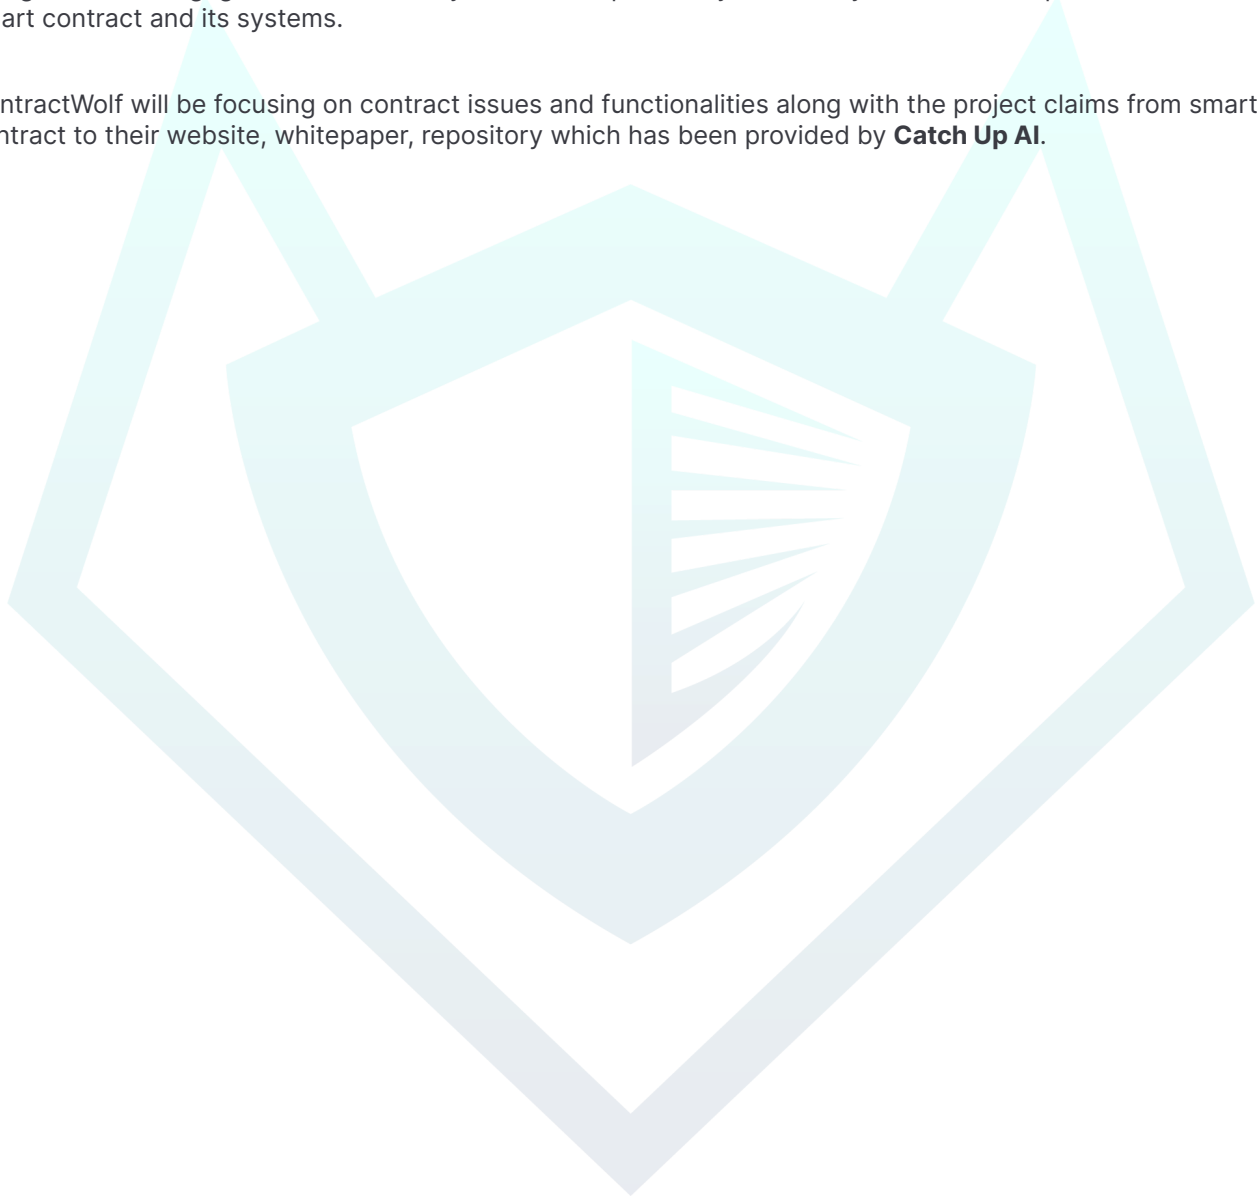 art contract and its systems.
ntractWolf will be focusing on contract issues and functionalities along with the project claims from smart
ntract to their website, whitepaper, repository which has been provided by Catch Up AI.